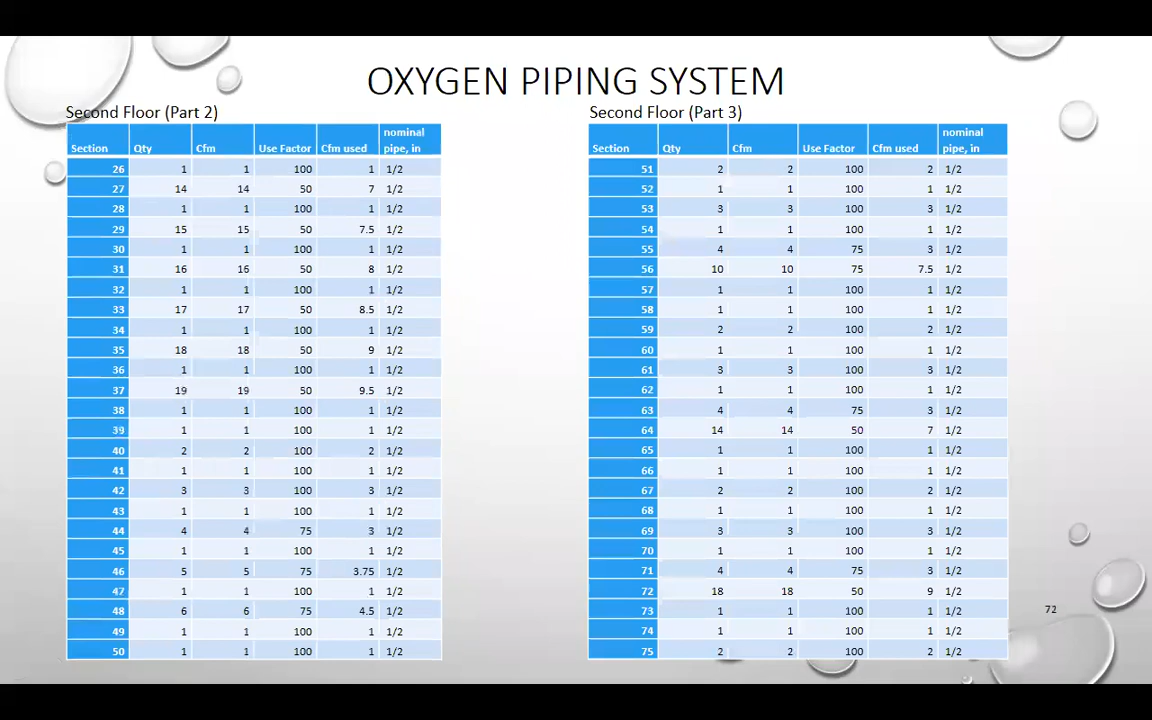 OXYGEN PIPING SYSTEM
Second Floor (Part 2)
Section Qty Cfm Use Factor Cfm used nominal pipe, in
26 1 1 100 1 1/2
27 14 14 50 7 1/2
28 1 1 100 1 1/2
29 15 15 50 7.5 1/2
30 1 1 100 1 1/2
31 16 16 50 8 1/2
32 1 1 100 1 1/2
33 17 17 50 8.5 1/2
34 1 1 100 1 1/2
35 18 18 50 9 1/2
36 1 1 100 1 1/2
37 19 19 50 9.5 1/2
38 1 1 100 1 1/2
39 1 1 100 1 1/2
40 2 2 100 2 1/2
41 1 1 100 1 1/2
42 3 3 100 3 1/2
43 1 1 100 1 1/2
44 4 4 75 3 1/2
45 1 1 100 1 1/2
46 5 5 75 3.75 1/2
47 1 1 100 1 1/2
48 6 6 75 4.5 1/2
49 1 1 100 1 1/2
50 1 1 100 1 1/2
Second Floor (Part 3)
Section Qty Cfm Use Factor Cfm used nominal pipe, in
51 2 2 100 2 1/2
52 1 1 100 1 1/2
53 3 3 100 3 1/2
54 1 1 100 1 1/2
55 4 4 75 3 1/2
56 10 10 75 7.5 1/2
57 1 1 100 1 1/2
58 1 1 100 1 1/2
59 2 2 100 2 1/2
60 1 1 100 1 1/2
61 3 3 100 3 1/2
62 1 1 100 1 1/2
63 4 4 75 3 1/2
64 14 14 50 7 1/2
65 1 1 100 1 1/2
66 1 1 100 1 1/2
67 2 2 100 2 1/2
68 1 1 100 1 1/2
69 3 3 100 3 1/2
70 1 1 100 1 1/2
71 4 4 75 3 1/2
72 18 18 50 9 1/2
73 1 1 100 1 1/2
74 1 1 100 1 1/2
75 2 2 100 2 1/2
72